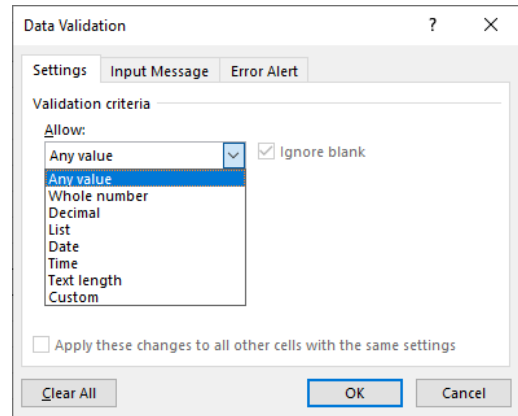 Data Validation ? ×
Settings Input Message Error Alert
Validation criteria
Allow:
Any value Ignore blank
Any value
Whole number
Decimal
List
Date
Time
Text length
Custom
Apply these changes to all other cells with the same settings
Clear All OK Cancel